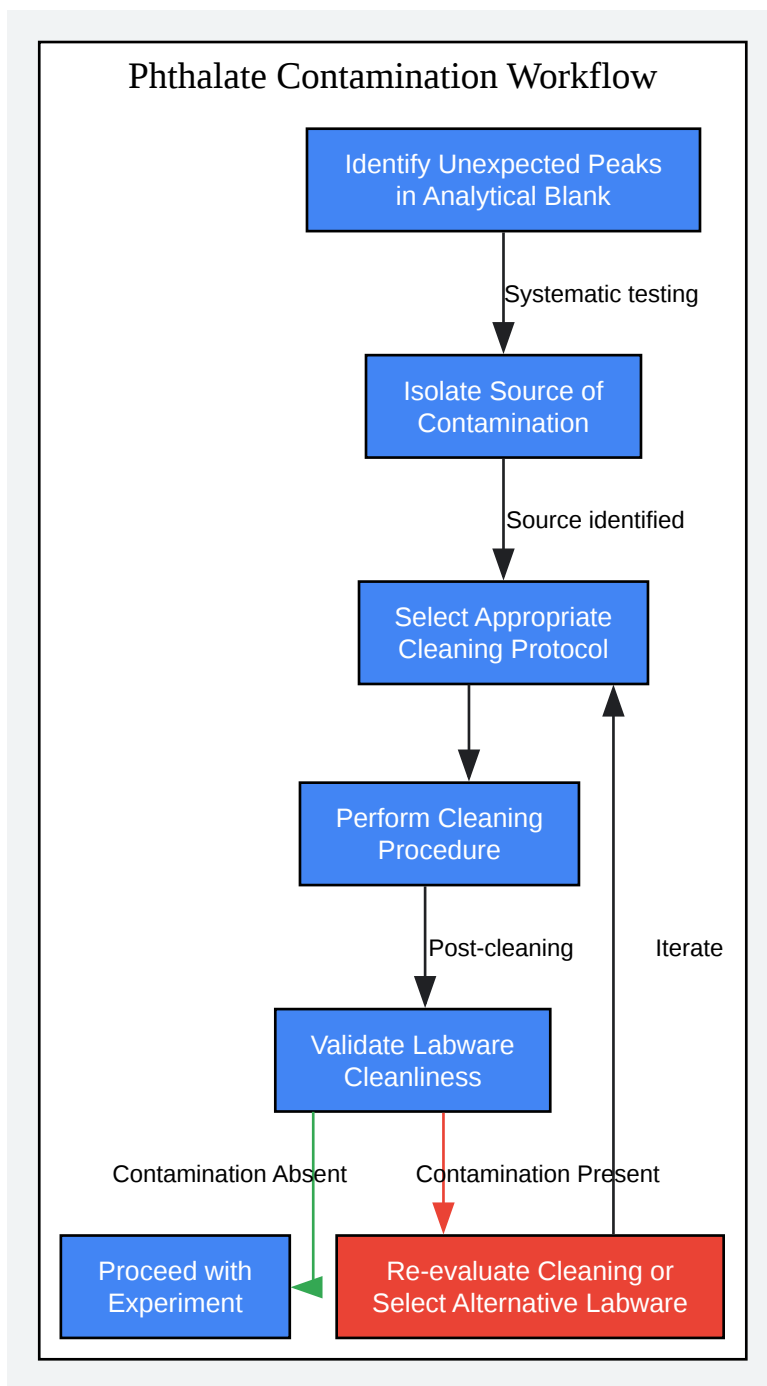 Phthalate Contamination Workflow
Identify Unexpected Peaks
in Analytical Blank
Systematic testing
Isolate Source of
Contamination
Source identified
Select Appropriate
Cleaning Protocol
Perform Cleaning
Procedure
Post-cleaning
Iterate
Validate Labware
Cleanliness
Contamination Absent
Contamination Present
Proceed with
Experiment
Re-evaluate Cleaning or
Select Alternative Labware